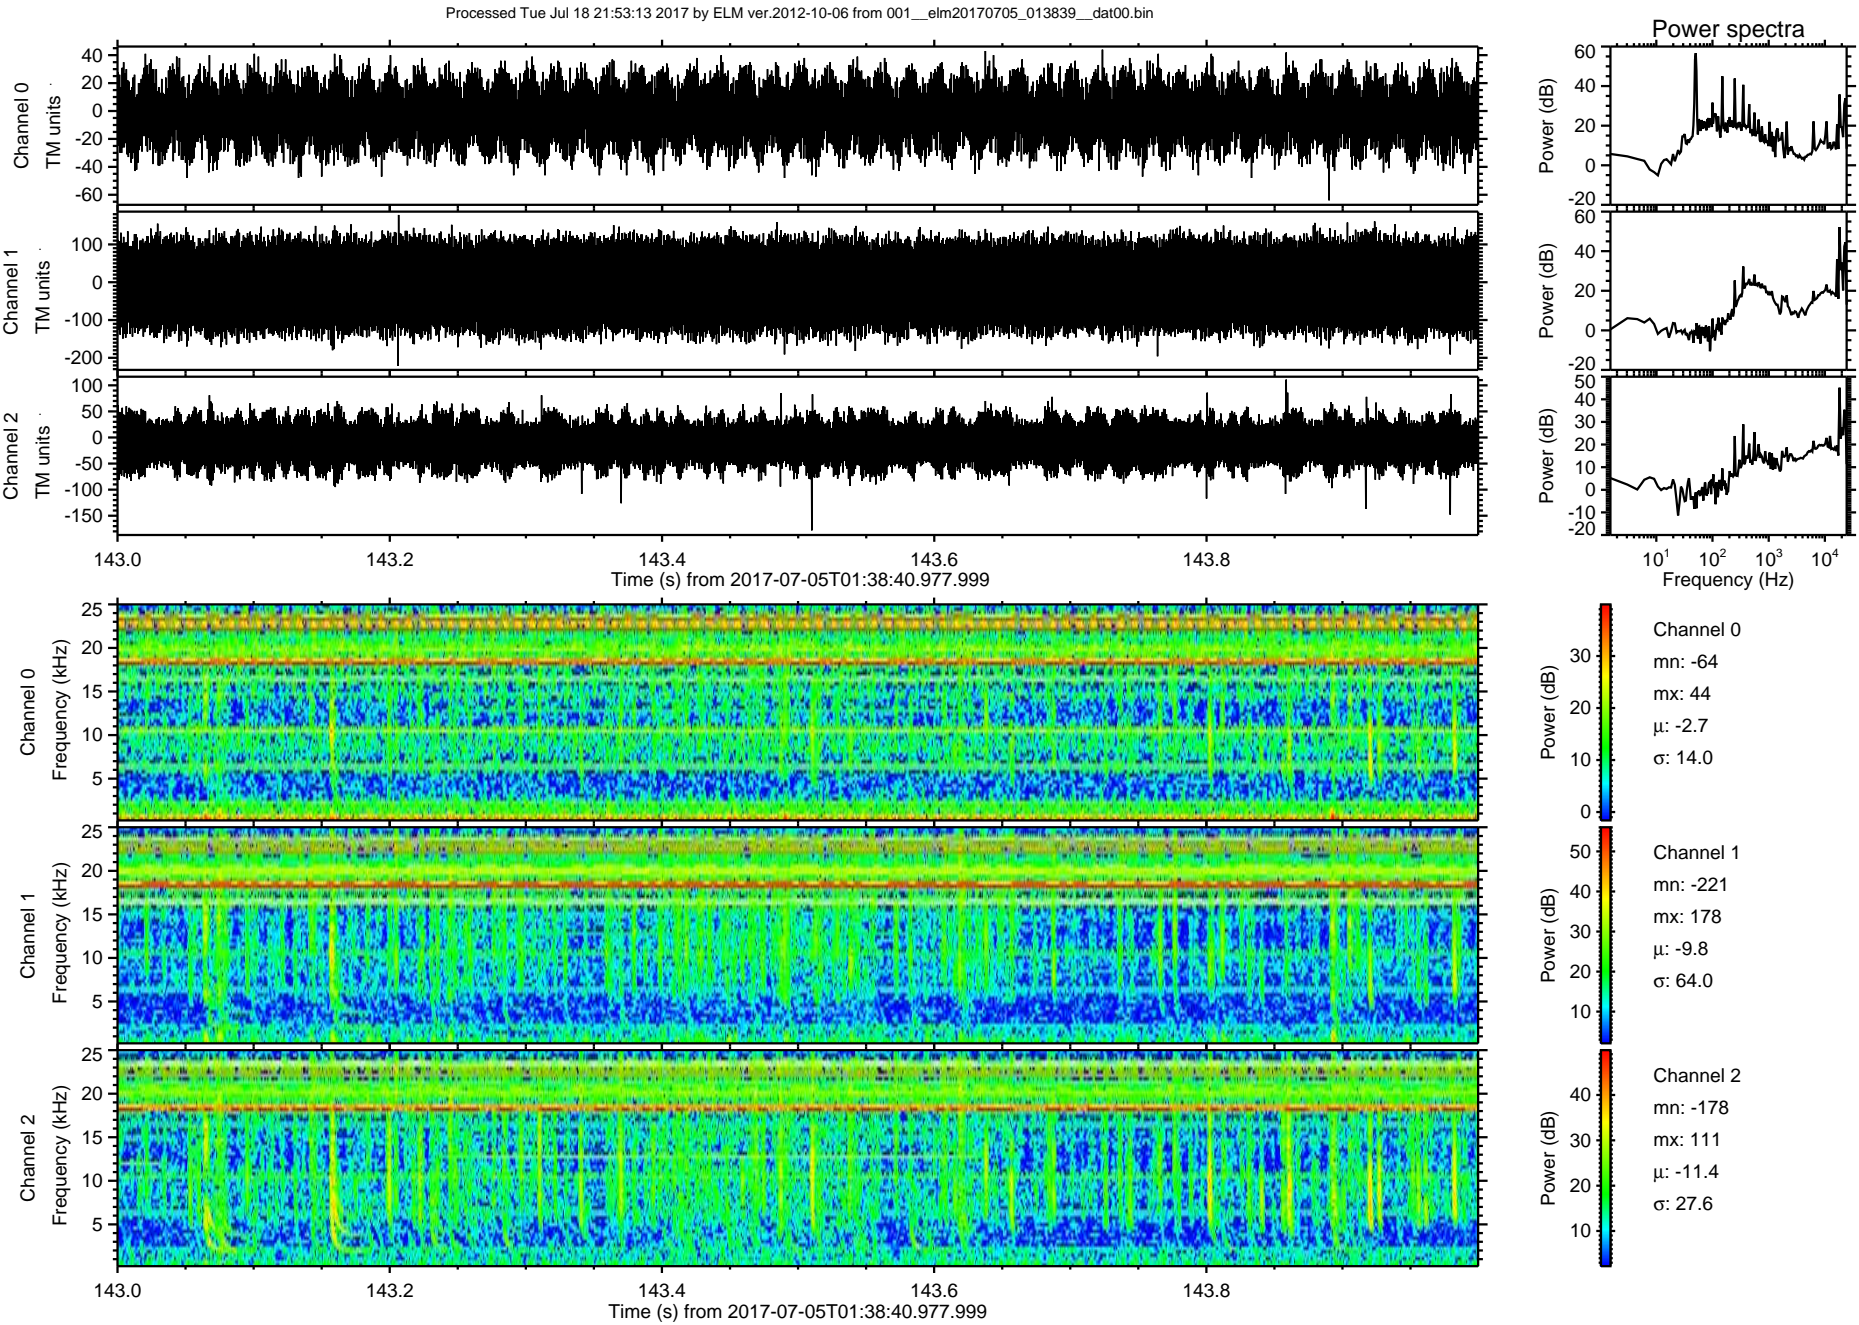 Processed Tue Jul 18 21:53:13 2017 by ELM ver.2012-10-06 from 001__elm20170705_013839__dat00.bin
Power spectra
Channel 0
TM units
40
20
0
-20
-40
-60
Power (dB)
60
40
20
0
-20
Channel 1
TM units
100
0
-100
-200
Power (dB)
60
40
20
0
-20
Channel 2
TM units
100
50
0
-50
-100
-150
Power (dB)
50
40
30
20
10
0
-10
-20
143.0 143.2 143.4 143.6 143.8
Time (s) from 2017-07-05T01:38:40.977.999
10^1 10^2 10^3 10^4
Frequency (Hz)
Channel 0
Frequency (kHz)
25
20
15
10
5
Power (dB)
30
20
10
0
Channel 0
mn: -64
mx: 44
μ: -2.7
σ: 14.0
Channel 1
Frequency (kHz)
25
20
15
10
5
Power (dB)
50
40
30
20
10
Channel 1
mn: -221
mx: 178
μ: -9.8
σ: 64.0
Channel 2
Frequency (kHz)
25
20
15
10
5
Power (dB)
40
30
20
10
Channel 2
mn: -178
mx: 111
μ: -11.4
σ: 27.6
143.0 143.2 143.4 143.6 143.8
Time (s) from 2017-07-05T01:38:40.977.999